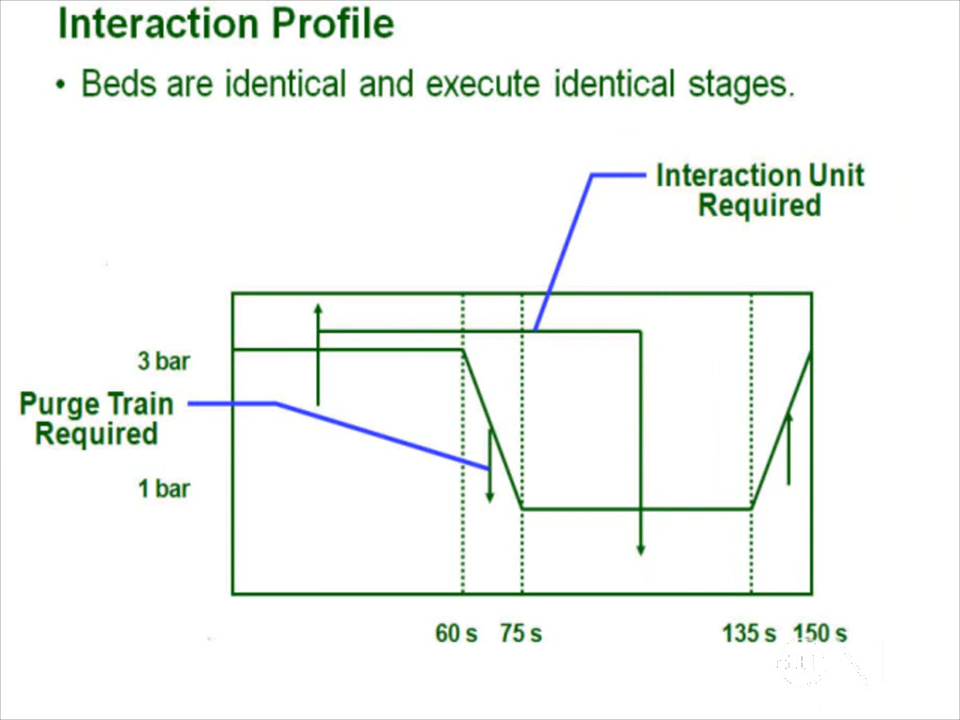 Interaction Profile
• Beds are identical and execute identical stages.
Interaction Unit
Required
3 bar
Purge Train
Required
1 bar
60 s 75 s 135 s 150 s